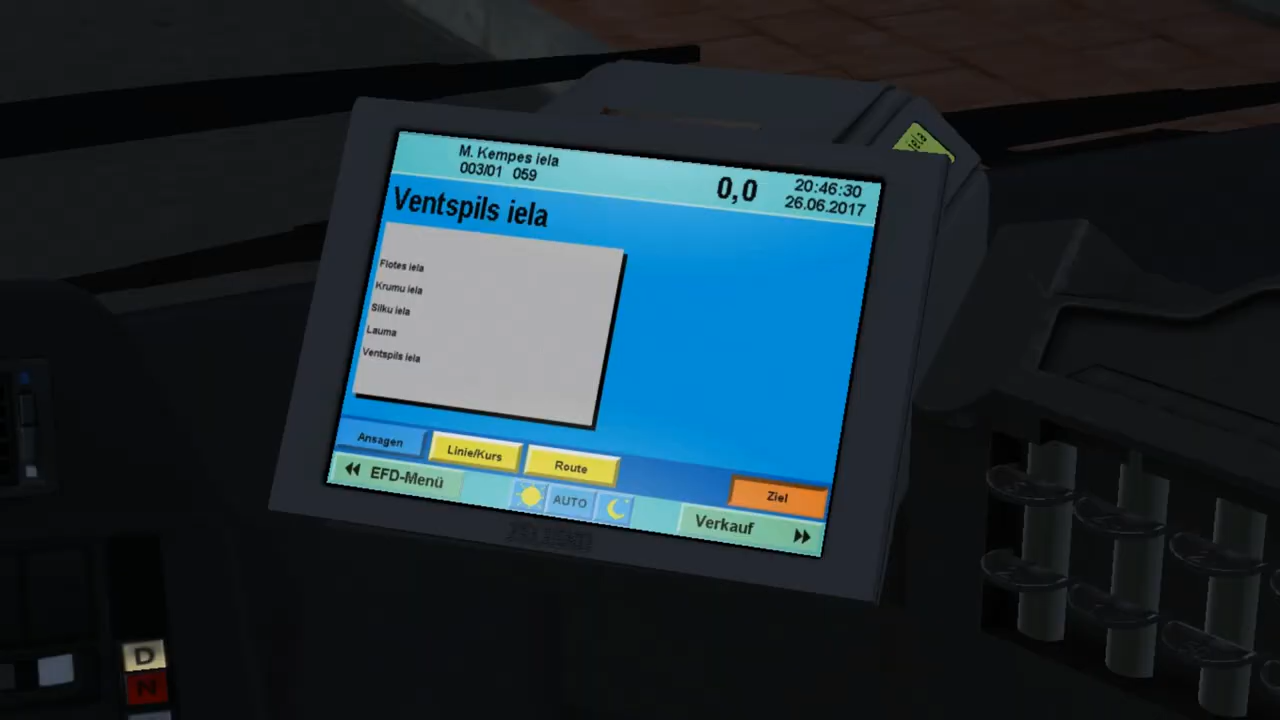 iela
M. Kempes iela
003/01 059
0,0
20:46:30
26.06.2017
Ventspils iela
Flotes iela
Krumu iela
Silku iela
Lauma
Ventspils iela
Ansagen
Linie/Kurs
Route
Ziel
EFD-Menü
AUTO
Verkauf
D
N